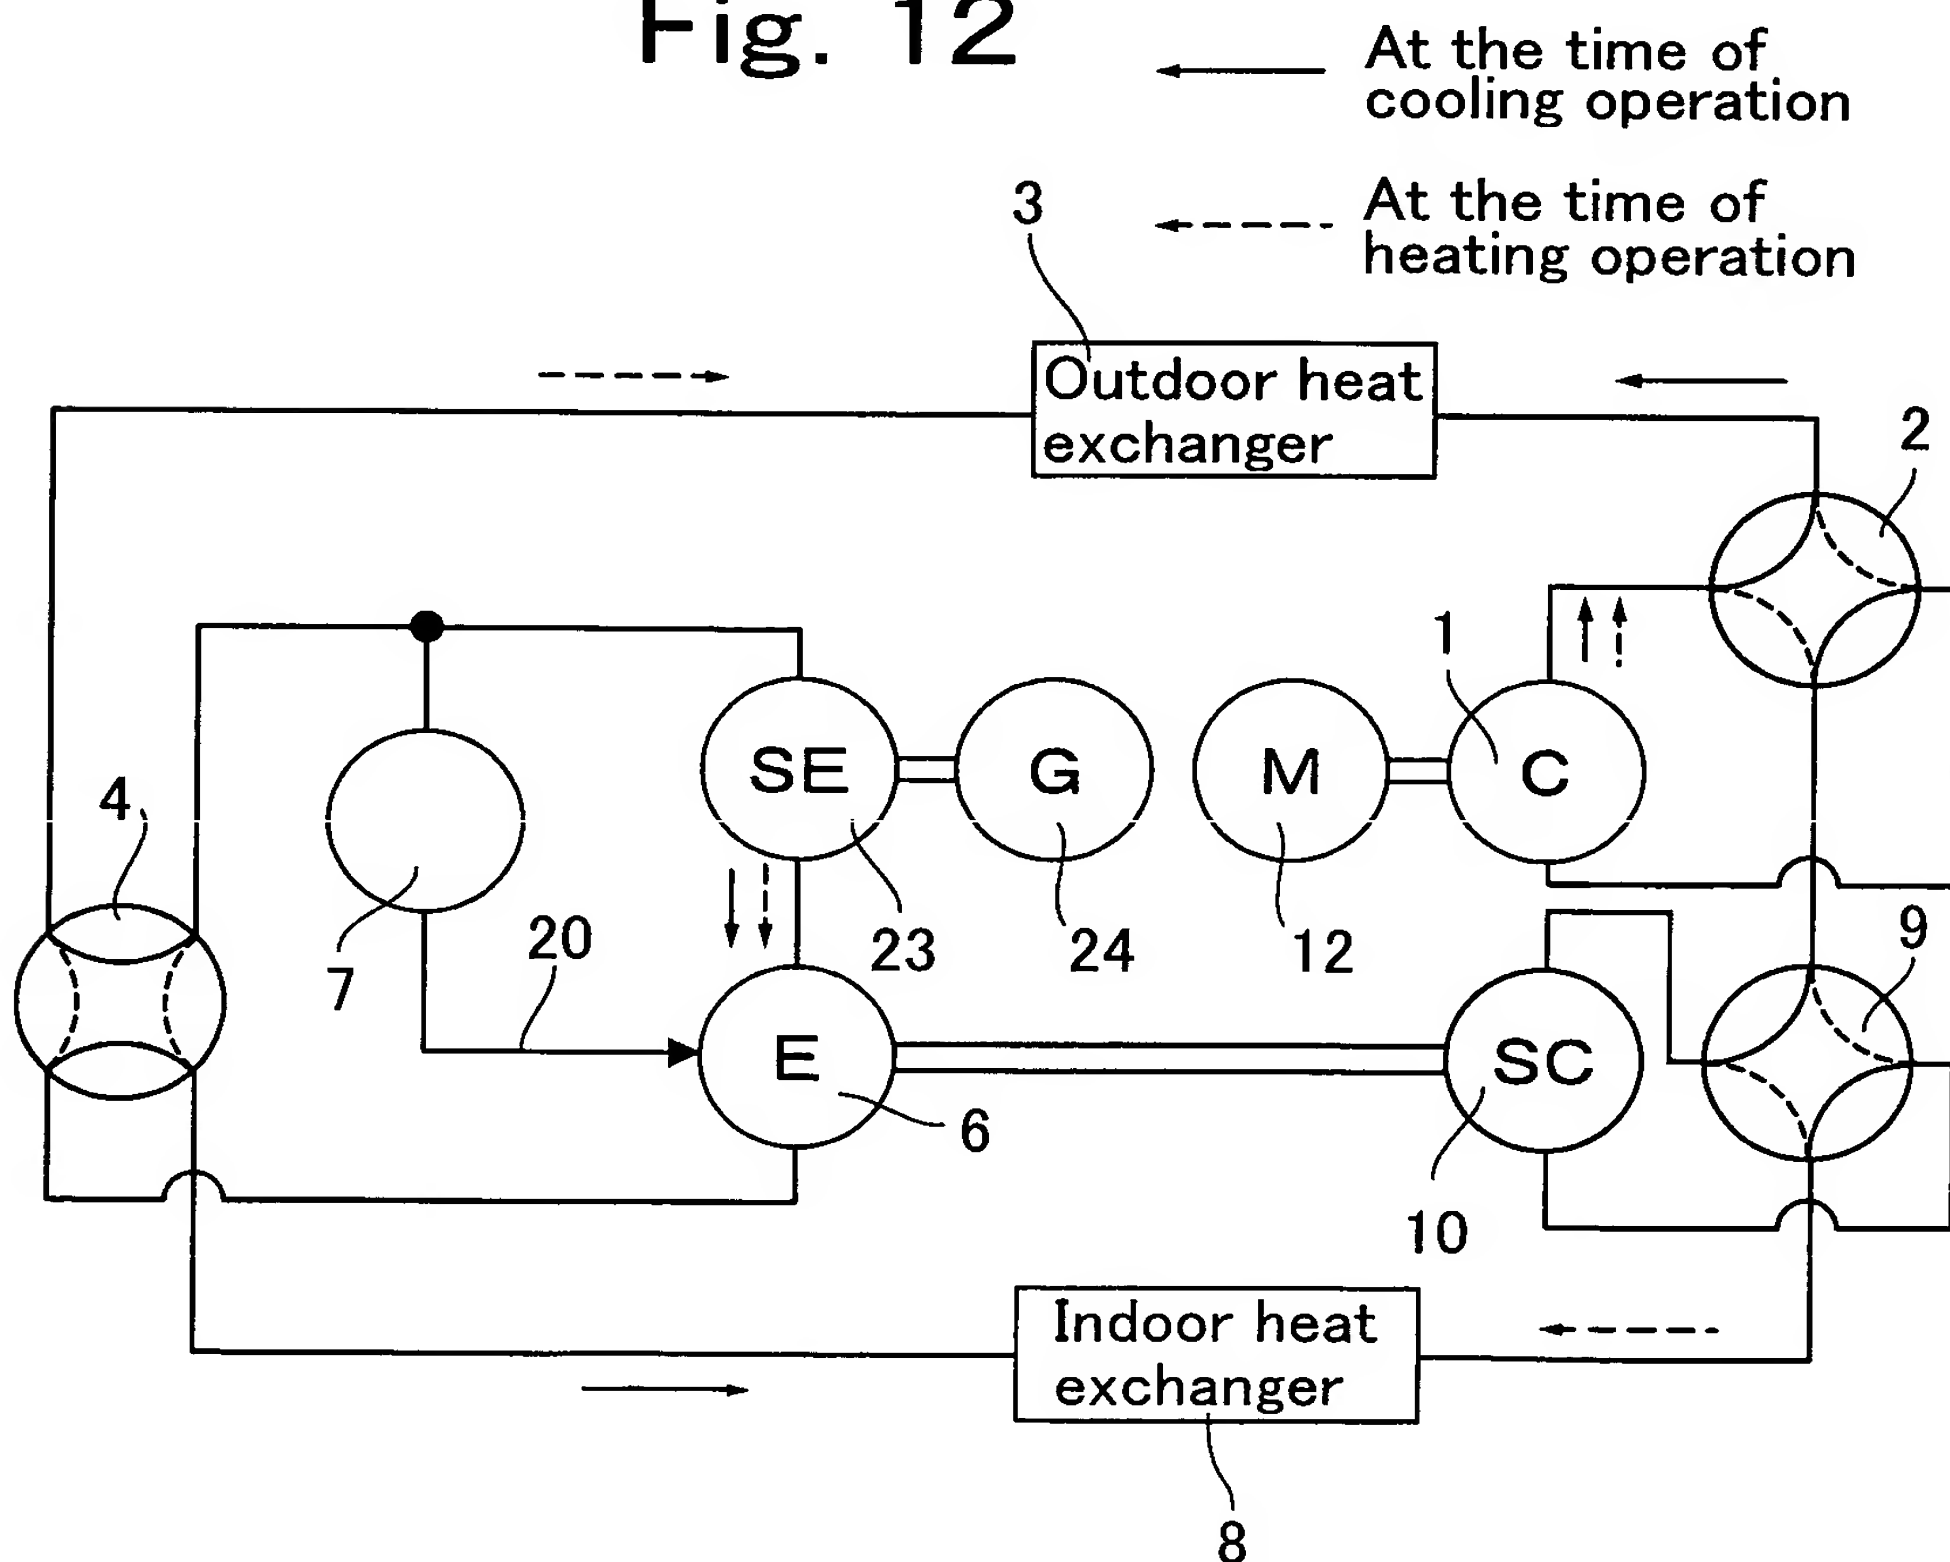 Fig. 12
At the time of
cooling operation
At the time of
heating operation
3
Outdoor heat
exchanger
2
1
SE
G
M
C
4
7
20
23
24
12
9
E
SC
6
10
Indoor heat
exchanger
8